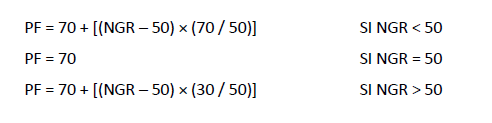 PF = 70 + [(NGR – 50) × (70 / 50)] SI NGR < 50
PF = 70 SI NGR = 50
PF = 70 + [(NGR – 50) × (30 / 50)] SI NGR > 50